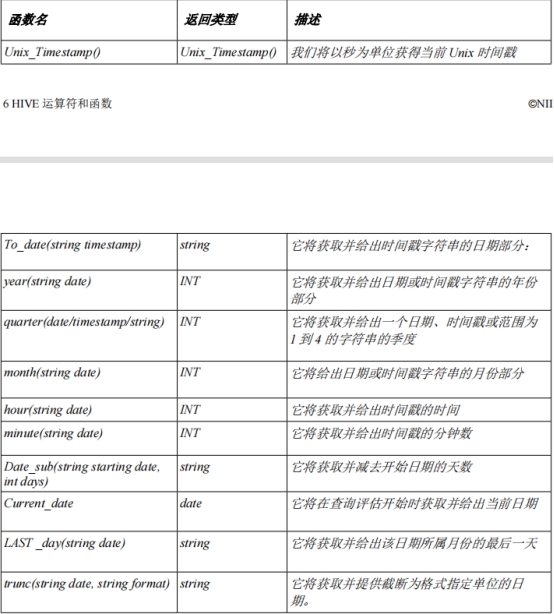 函数名 返回类型 描述
Unix_Timestamp() Unix_Timestamp() 我们将以秒为单位获得当前 Unix 时间戳
6 HIVE 运算符和函数 ©NII
To_date(string timestamp) string 它将获取并给出时间戳字符串的日期部分：
year(string date) INT 它将获取并给出日期或时间戳字符串的年份
部分
quarter(date/timestamp/string) INT 它将获取并给出一个日期、时间戳或范围为
1 到 4 的字符串的季度
month(string date) INT 它将给出日期或时间戳字符串的月份部分
hour(string date) INT 它将获取并给出时间戳的时间
minute(string date) INT 它将获取并给出时间戳的分钟数
Date_sub(string starting date, string 它将获取并减去开始日期的天数
int days)
Current_date date 它将在查询评估开始时获取并给出当前日期
LAST _day(string date) string 它将获取并给出该日期所属月份的最后一天
trunc(string date, string format) string 它将获取并提供截断为格式指定单位的日
期。